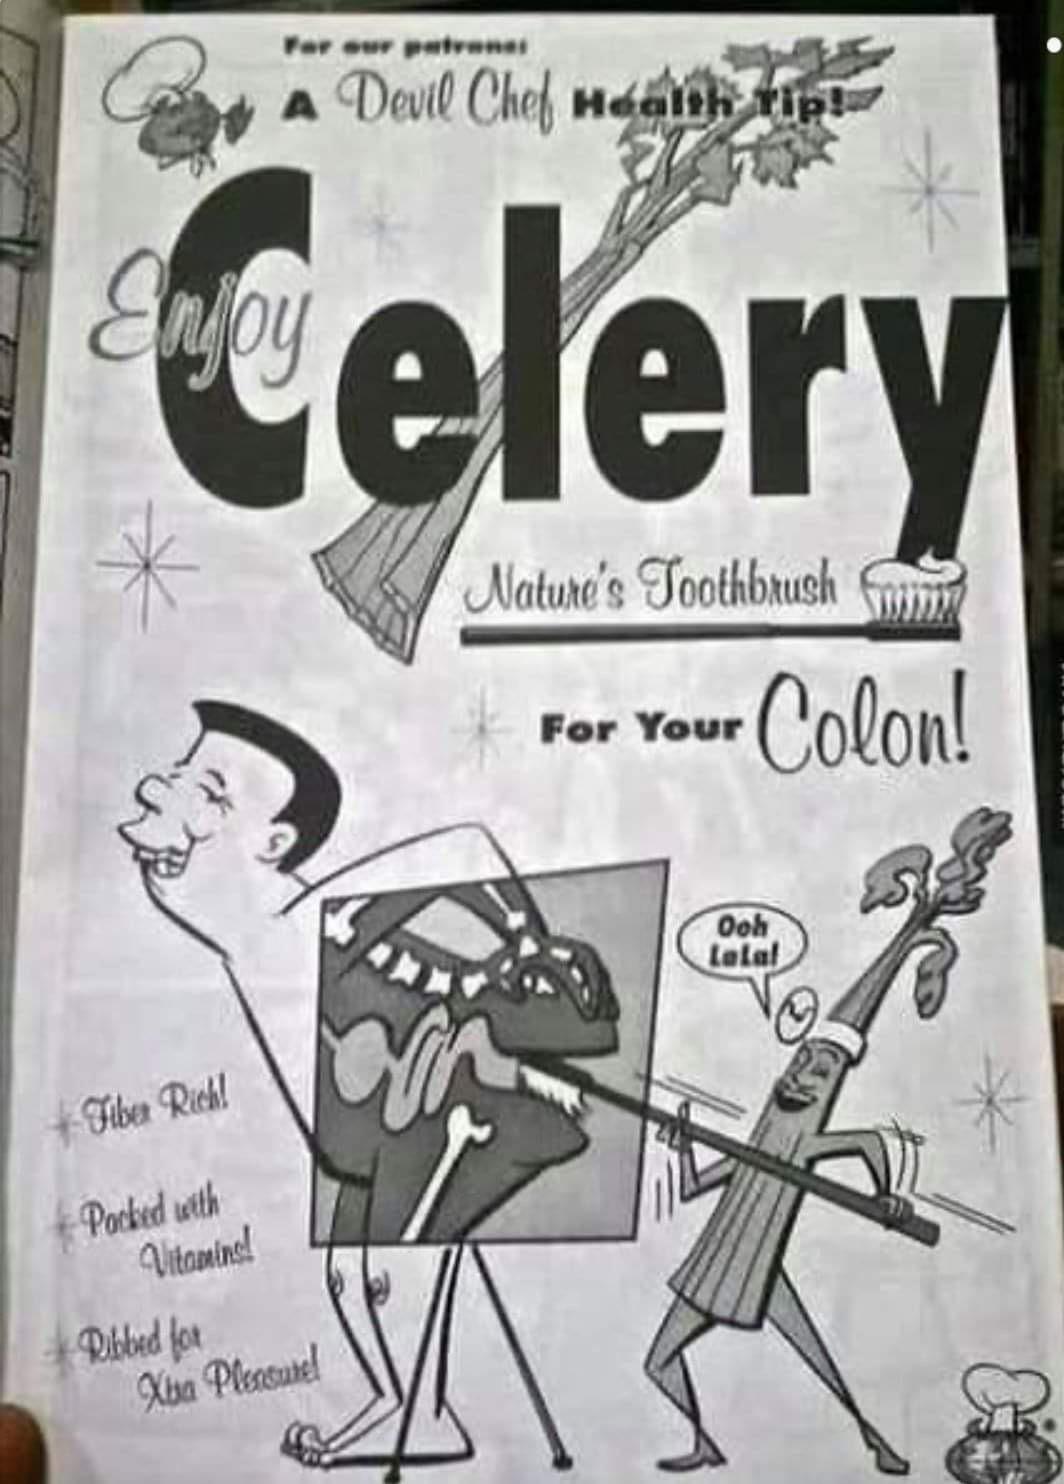 For our patrons:
A Devil Chef Health Tip!
Enjoy
Celery
Nature's Toothbrush
For Your Colon!
Ooh
LaLa!
Fiber Rich!
Packed with
Vitamins!
Ribbed for
Xtra Pleasure!